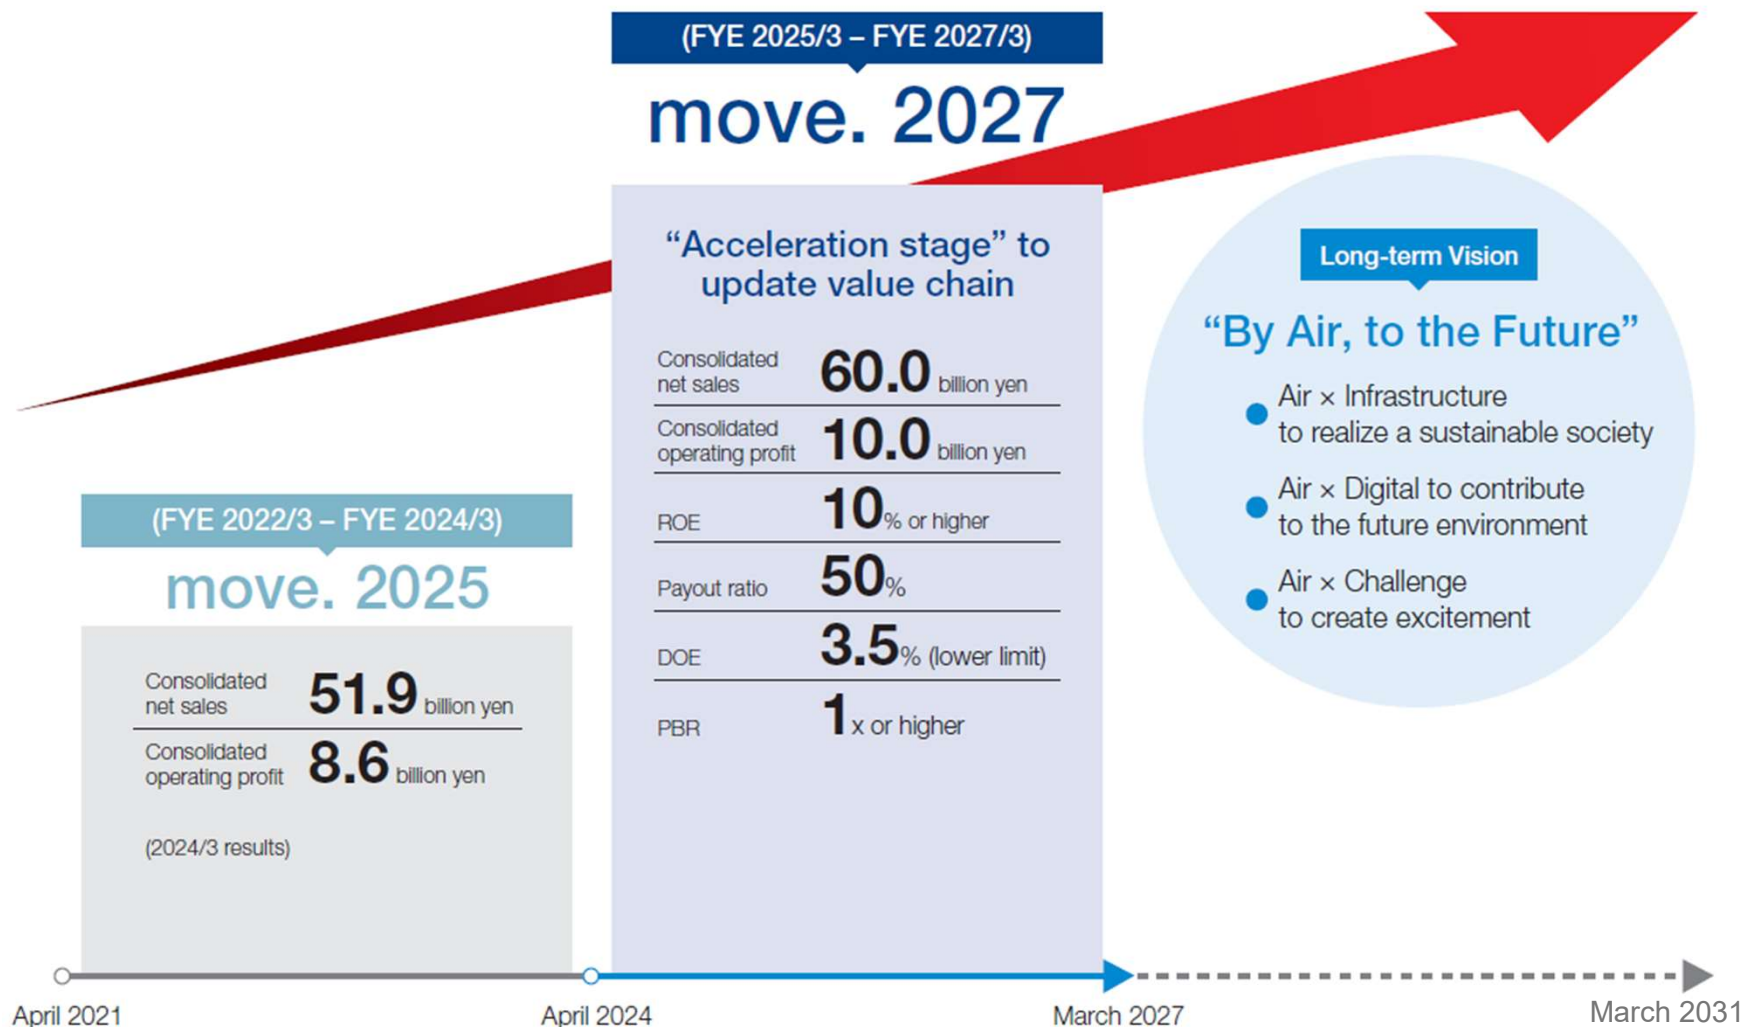 (FYE 2025/3 – FYE 2027/3)
move. 2027
“Acceleration stage” to
update value chain
Consolidated
net sales
60.0 billion yen
Consolidated
operating profit
10.0 billion yen
ROE
10% or higher
Payout ratio
50%
DOE
3.5% (lower limit)
PBR
1x or higher
(FYE 2022/3 – FYE 2024/3)
move. 2025
Consolidated
net sales
51.9 billion yen
Consolidated
operating profit
8.6 billion yen
(2024/3 results)
Long-term Vision
“By Air, to the Future”
Air × Infrastructure
to realize a sustainable society
Air × Digital to contribute
to the future environment
Air × Challenge
to create excitement
April 2021
April 2024
March 2027
March 2031